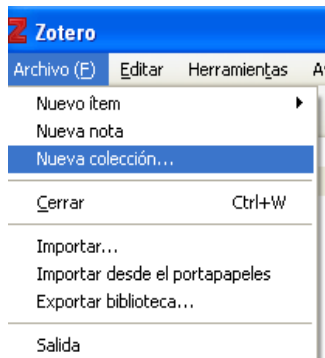 Zotero
Archivo (F) Editar Herramientas
Nuevo ítem
Nueva nota
Nueva colección...
Cerrar Ctrl+W
Importar...
Importar desde el portapapeles
Exportar biblioteca...
Salida